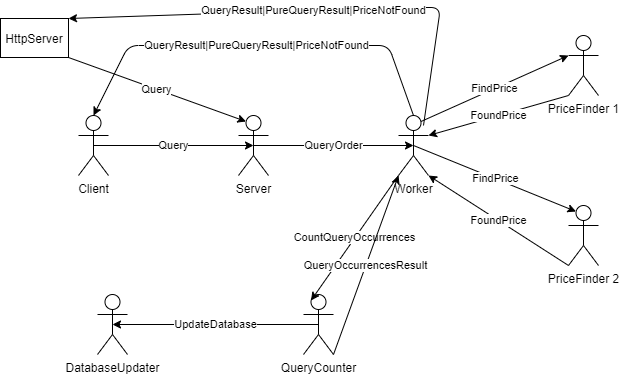 QueryResult|PureQueryResult|PriceNotFound
HttpServer
QueryResult|PureQueryResult|PriceNotFound
Query
FindPrice
PriceFinder 1
FoundPrice
Query
QueryOrder
Client
Server
Worker
FindPrice
FoundPrice
CountQueryOccurrences
QueryOccurrencesResult
PriceFinder 2
UpdateDatabase
DatabaseUpdater
QueryCounter